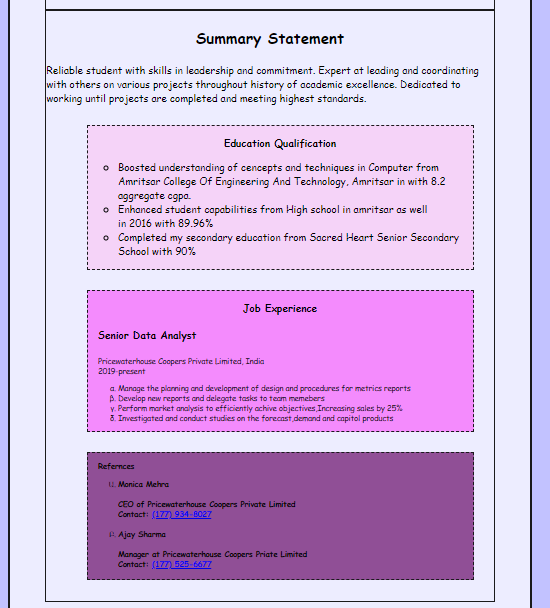 Summary Statement
Reliable student with skills in leadership and commitment. Expert at leading and coordinating
with others on various projects throughout history of academic excellence. Dedicated to
working until projects are completed and meeting highest standards.
Education Qualification
Boosted understanding of cencepts and techniques in Computer from
Amritsar College Of Engineering And Technology, Amritsar in with 8.2
aggregate cgpa.
Enhanced student capabilities from High school in amritsar as well
in 2016 with 89.96%
Completed my secondary education from Sacred Heart Senior Secondary
School with 90%
Job Experience
Senior Data Analyst
Pricewaterhouse Coopers Private Limited, India
2019-present
α. Manage the planning and development of design and procedures for metrics reports
β. Develop new reports and delegate tasks to team memebers
γ. Perform market analysis to efficiently achive objectives,Increasing sales by 25%
δ. Investigated and conduct studies on the forecast,demand and capitol products
Refernces
Monica Mehra
CEO of Pricewaterhouse Coopers Private Limited
Contact: (177) 934-8027
Ajay Sharma
Manager at Pricewaterhouse Coopers Priate Limited
Contact: (177) 525-6677